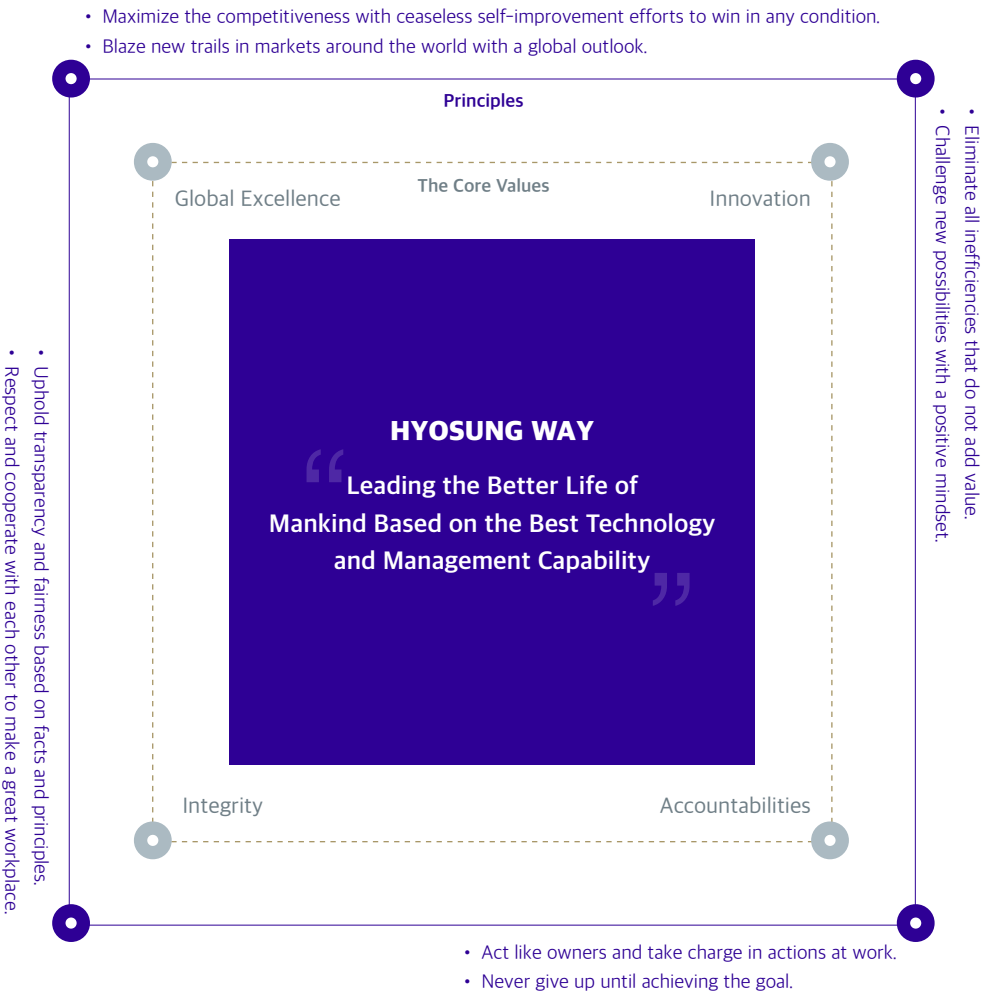 • Maximize the competitiveness with ceaseless self-improvement efforts to win in any condition.
• Blaze new trails in markets around the world with a global outlook.
Principles
• Eliminate all inefficiencies that do not add value.
• Challenge new possibilities with a positive mindset.
The Core Values
Global Excellence
Innovation
HYOSUNG WAY
“Leading the Better Life of
Mankind Based on the Best Technology
and Management Capability”
• Uphold transparency and fairness based on facts and principles.
• Respect and cooperate with each other to make a great workplace.
Integrity
Accountabilities
• Act like owners and take charge in actions at work.
• Never give up until achieving the goal.